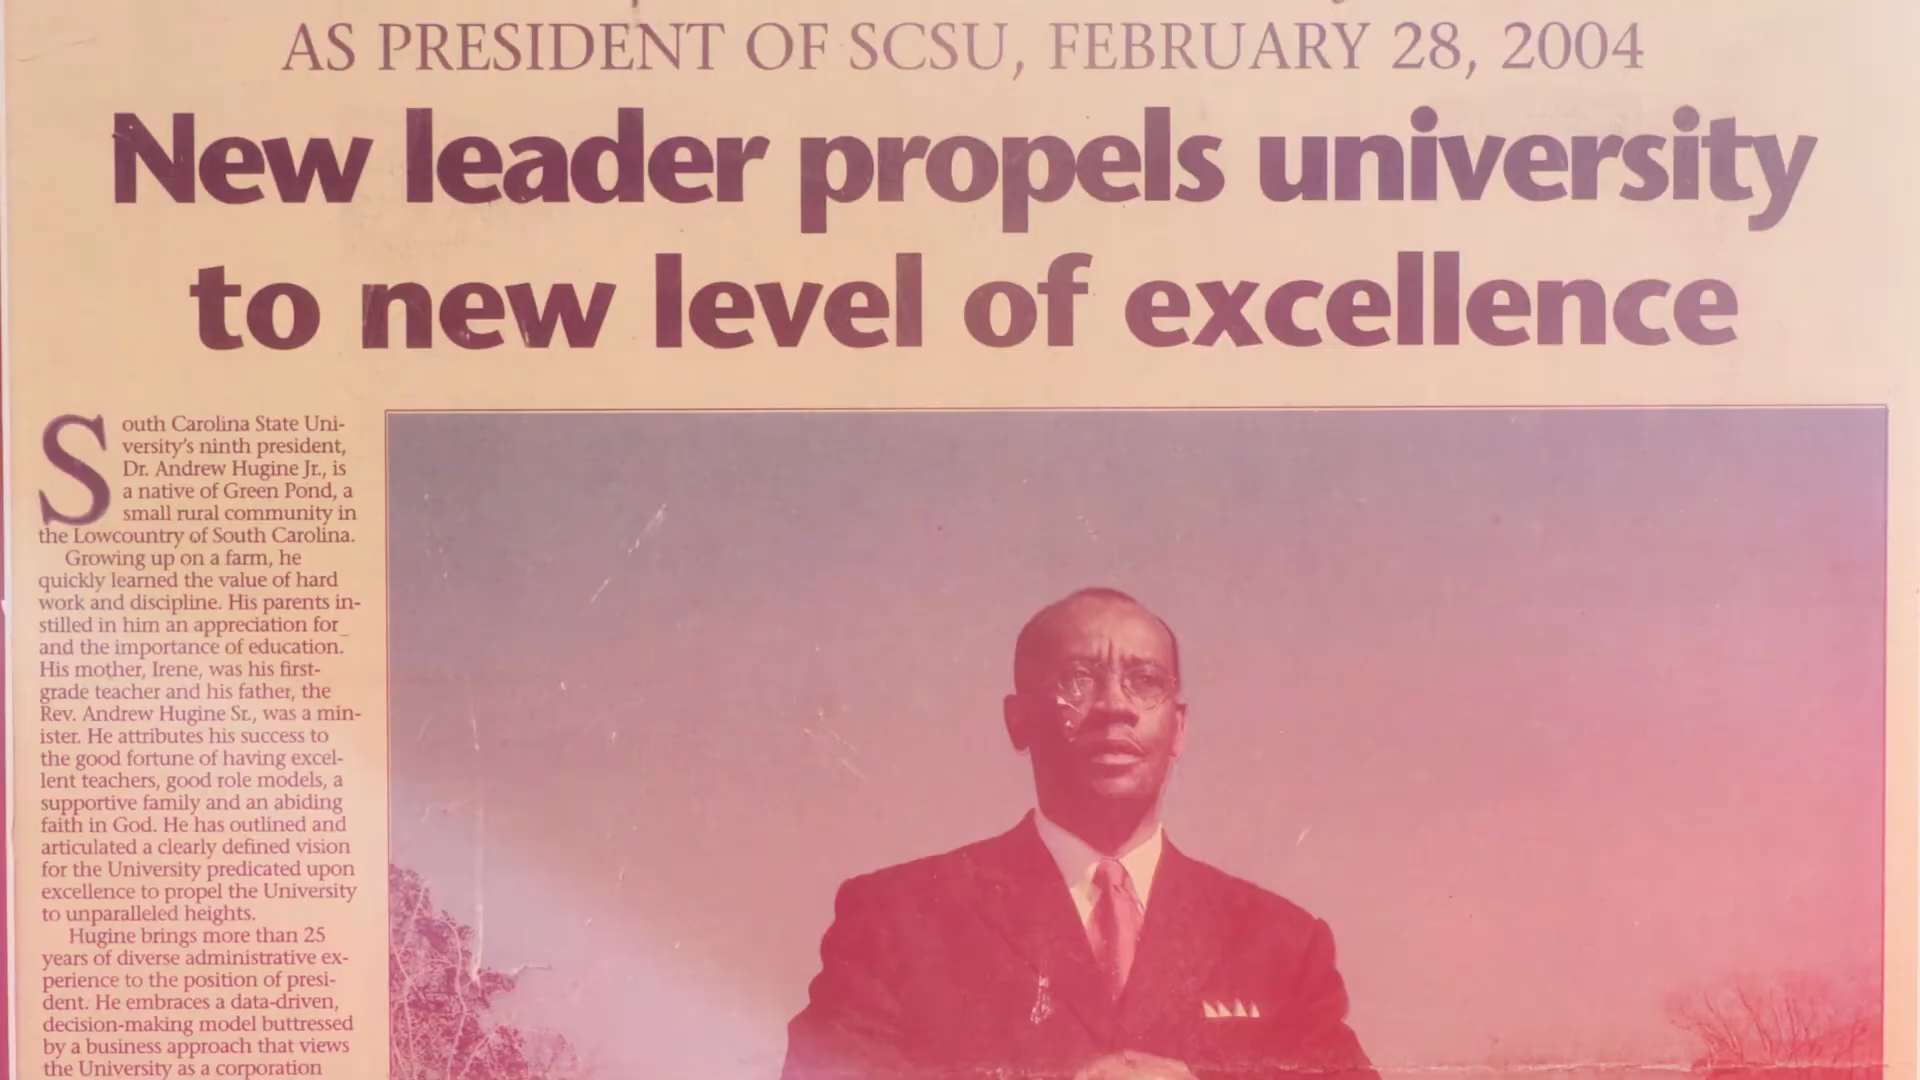 AS PRESIDENT OF SCSU, FEBRUARY 28, 2004
New leader propels university
to new level of excellence
South Carolina State Uni-
versity's ninth president,
Dr. Andrew Hugine Jr., is
a native of Green Pond, a
small rural community in
the Lowcountry of South Carolina.
Growing up on a farm, he
quickly learned the value of hard
work and discipline. His parents in-
stilled in him an appreciation for
and the importance of education.
His mother, Irene, was his first-
grade teacher and his father, the
Rev. Andrew Hugine Sr., was a min-
ister. He attributes his success to
the good fortune of having excel-
lent teachers, good role models, a
supportive family and an abiding
faith in God. He has outlined and
articulated a clearly defined vision
for the University predicated upon
excellence to propel the University
to unparalleled heights.
Hugine brings more than 25
years of diverse administrative ex-
perience to the position of presi-
dent. He embraces a data-driven,
decision-making model buttressed
by a business approach that views
the University as a corporation